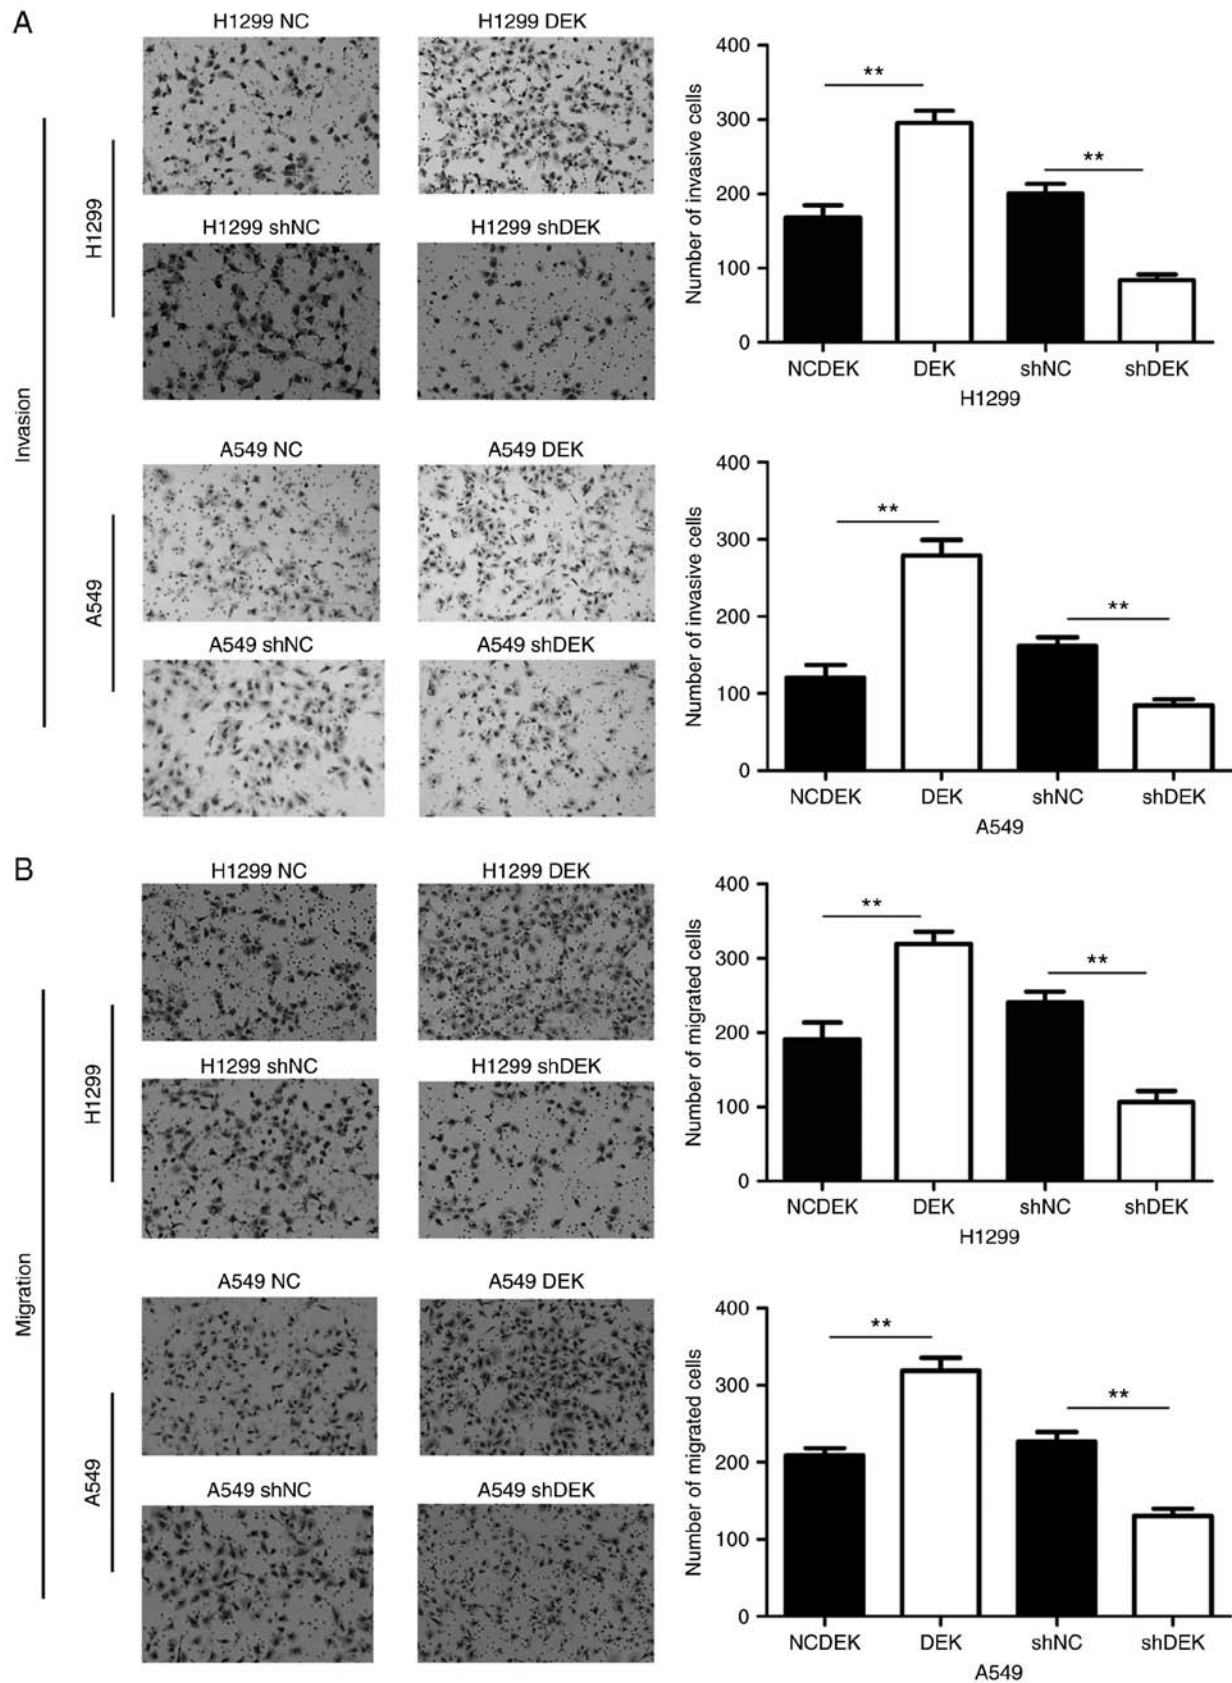 A
H1299 NC
H1299 DEK
H1299 shNC
H1299 shDEK
A549 NC
A549 DEK
A549 shNC
A549 shDEK
Invasion
H1299
A549
400
300
200
100
0
Number of invasive cells
**
**
NCDEK DEK shNC shDEK
H1299
400
300
200
100
0
Number of invasive cells
**
**
NCDEK DEK shNC shDEK
A549
B
H1299 NC
H1299 DEK
H1299 shNC
H1299 shDEK
A549 NC
A549 DEK
A549 shNC
A549 shDEK
Migration
H1299
A549
400
300
200
100
0
Number of migrated cells
**
**
NCDEK DEK shNC shDEK
H1299
400
300
200
100
0
Number of migrated cells
**
**
NCDEK DEK shNC shDEK
A549